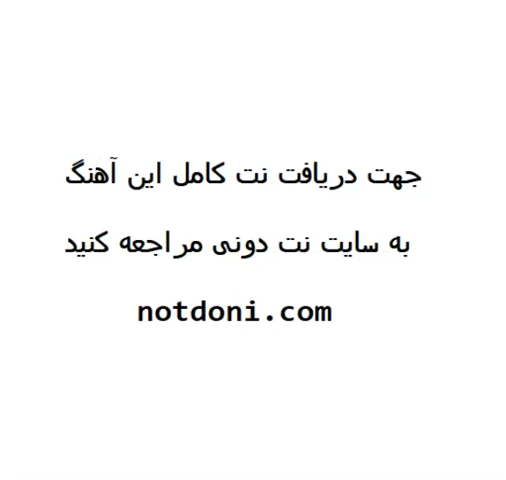 جهت دریافت نت کامل این آهنگ
به سایت نت دونی مراجعه کنید
notdoni.com